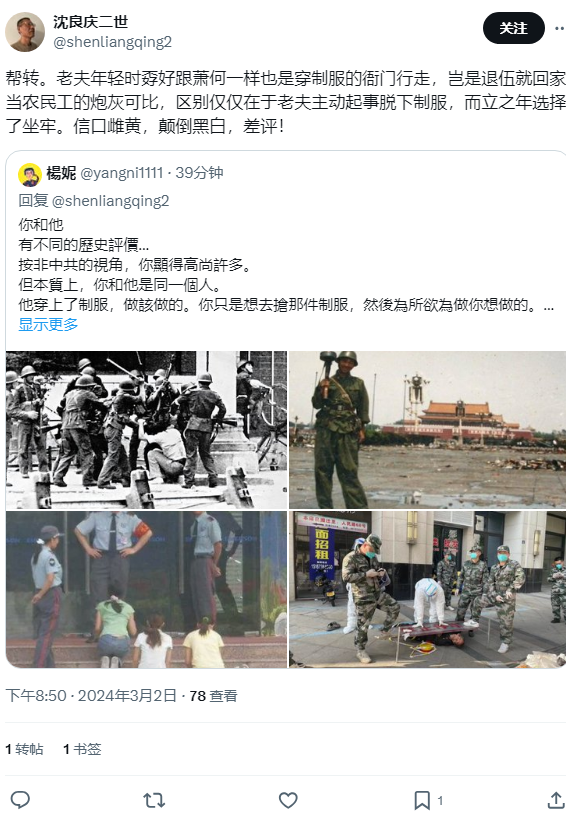 沈良庆二世
@shenliangqing2
关注
帮转。老夫年轻时孬好跟萧何一样也是穿制服的衙门行走，岂是退伍就回家
当农民工的炮灰可比，区别仅仅在于老夫主动起事脱下制服，而立之年选择
了坐牢。信口雌黄，颠倒黑白，差评！
楊妮 @yangni1111 · 39分钟
回复 @shenliangqing2
你和他
有不同的歷史評價...
按非中共的視角，你顯得高尚許多。
但本質上，你和他是同一個人。
他穿上了制服，做該做的。你只是想去搶那件制服，然後為所欲為做你想做的。...
显示更多
面招租
下午8:50 · 2024年3月2日 · 78 查看
1 转帖 1 书签
1